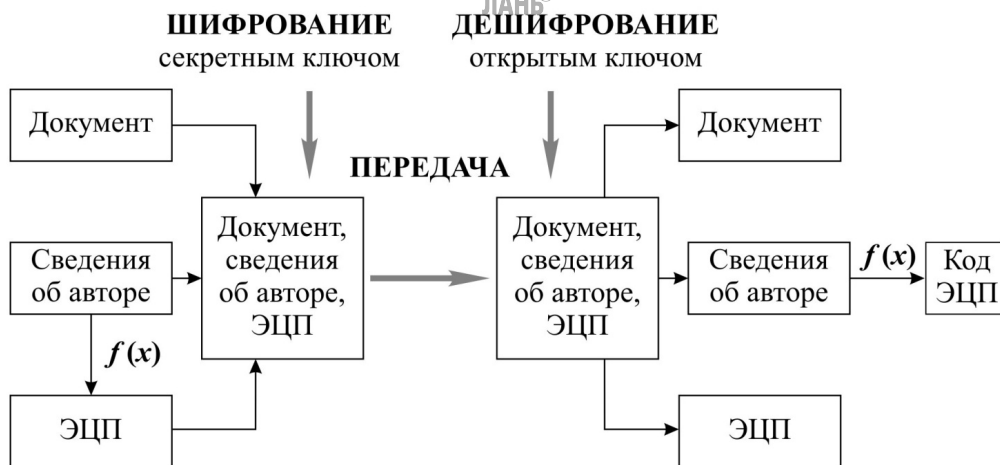 ЛАНЬ
ШИФРОВАНИЕ
секретным ключом
ДЕШИФРОВАНИЕ
открытым ключом
Документ
Документ
ПЕРЕДАЧА
Документ,
сведения
об авторе,
ЭЦП
Документ,
сведения
об авторе,
ЭЦП
Сведения
об авторе
Сведения
об авторе
f (x)
Код
ЭЦП
f (x)
ЭЦП
ЭЦП